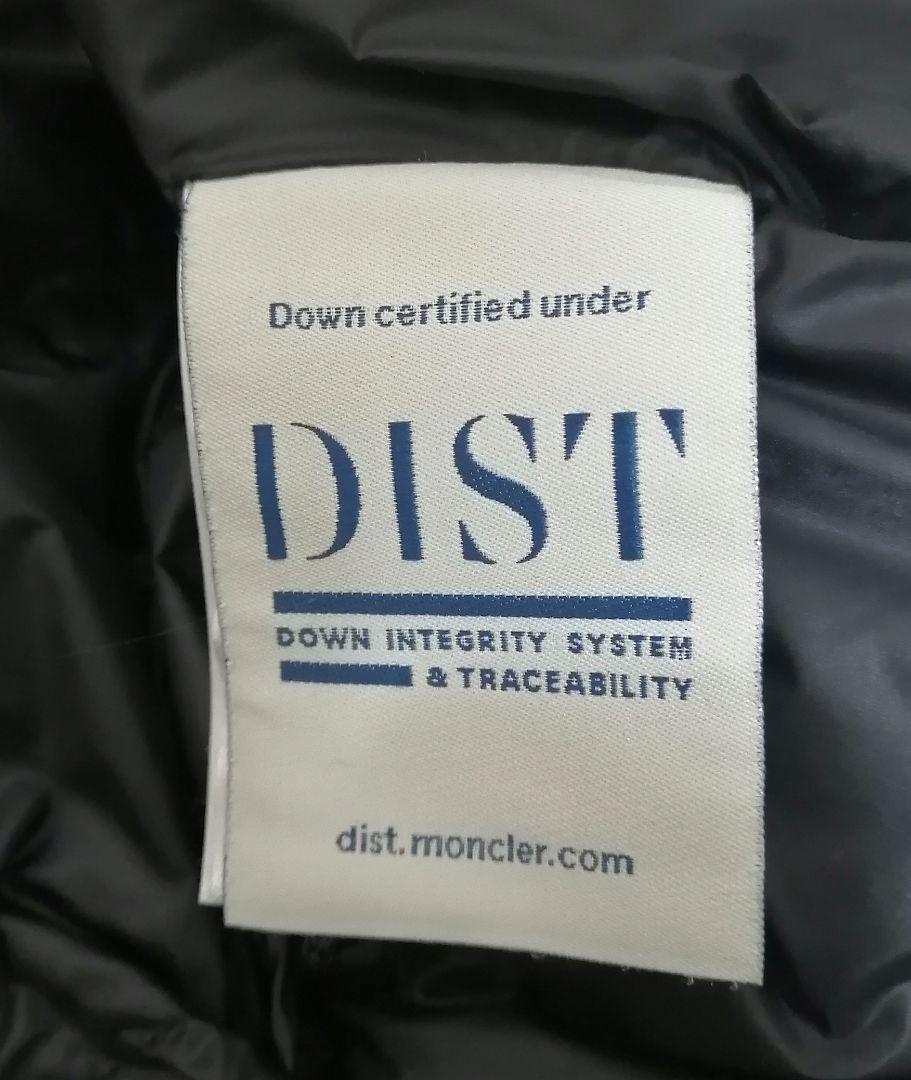 Down certified under
DIST
DOWN INTEGRITY SYSTEM
& TRACEABILITY
dist.moncler.com